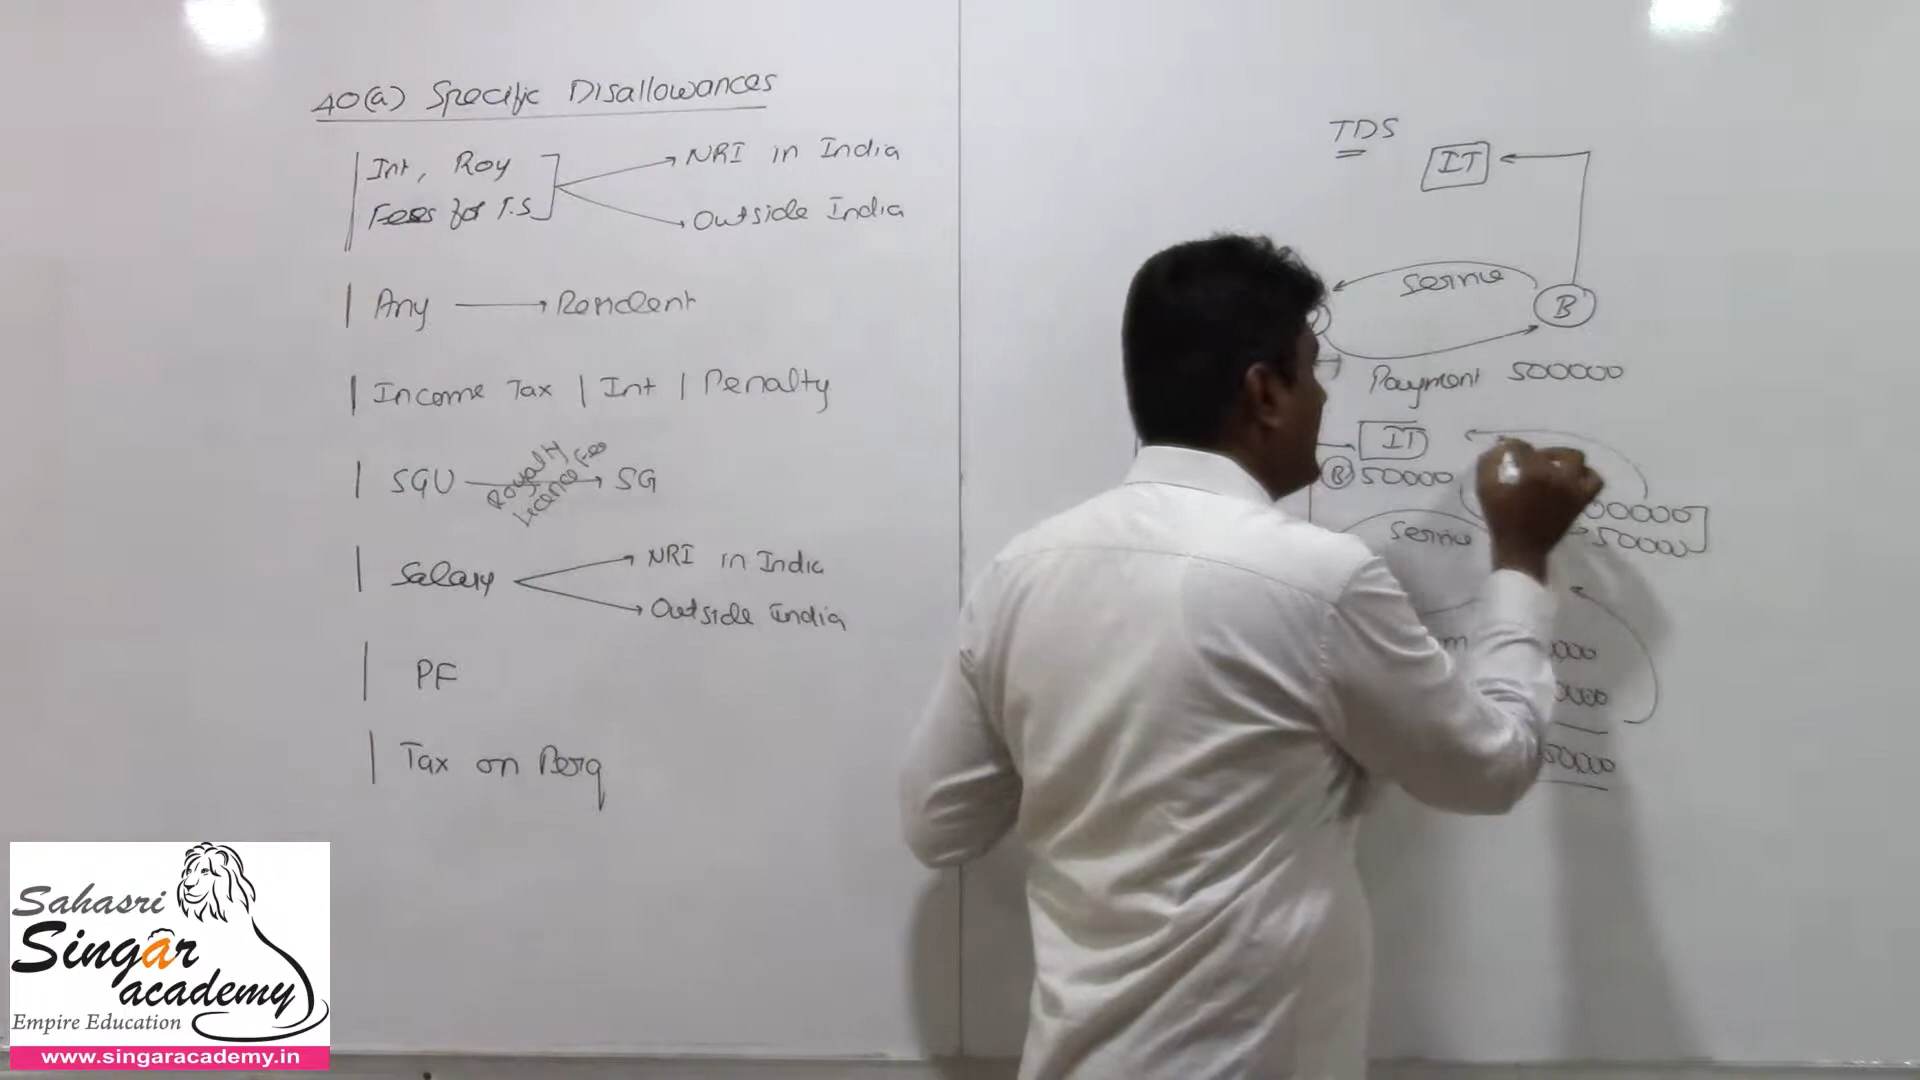 40(a) Specific Disallowances
Int, Roy
Fees for T.S
NRI in India
Outside India
Any → Resident
Income Tax | Int | Penalty
SGU → SG
Royalty
Licence Fee
Salary
NRI in India
Outside India
PF
Tax on Perq
TDS
IT
Service
B
Payment 500000
IT
B 50000
Service
50000
Sahasri
Singar
academy
Empire Education
www.singaracademy.in